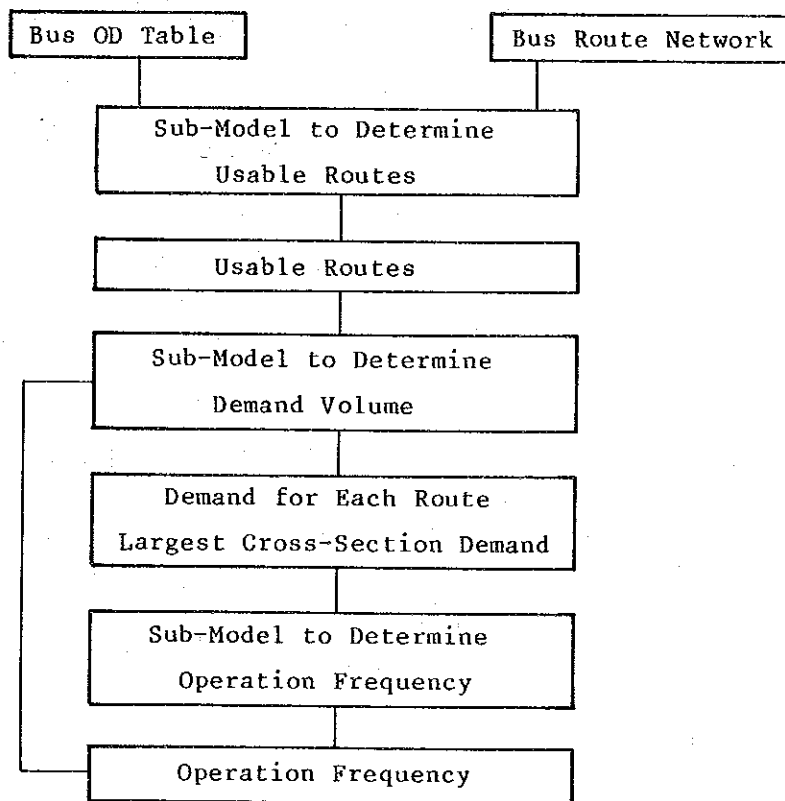 Bus OD Table
Bus Route Network
Sub-Model to Determine
Usable Routes
Usable Routes
Sub-Model to Determine
Demand Volume
Demand for Each Route
Largest Cross-Section Demand
Sub-Model to Determine
Operation Frequency
Operation Frequency